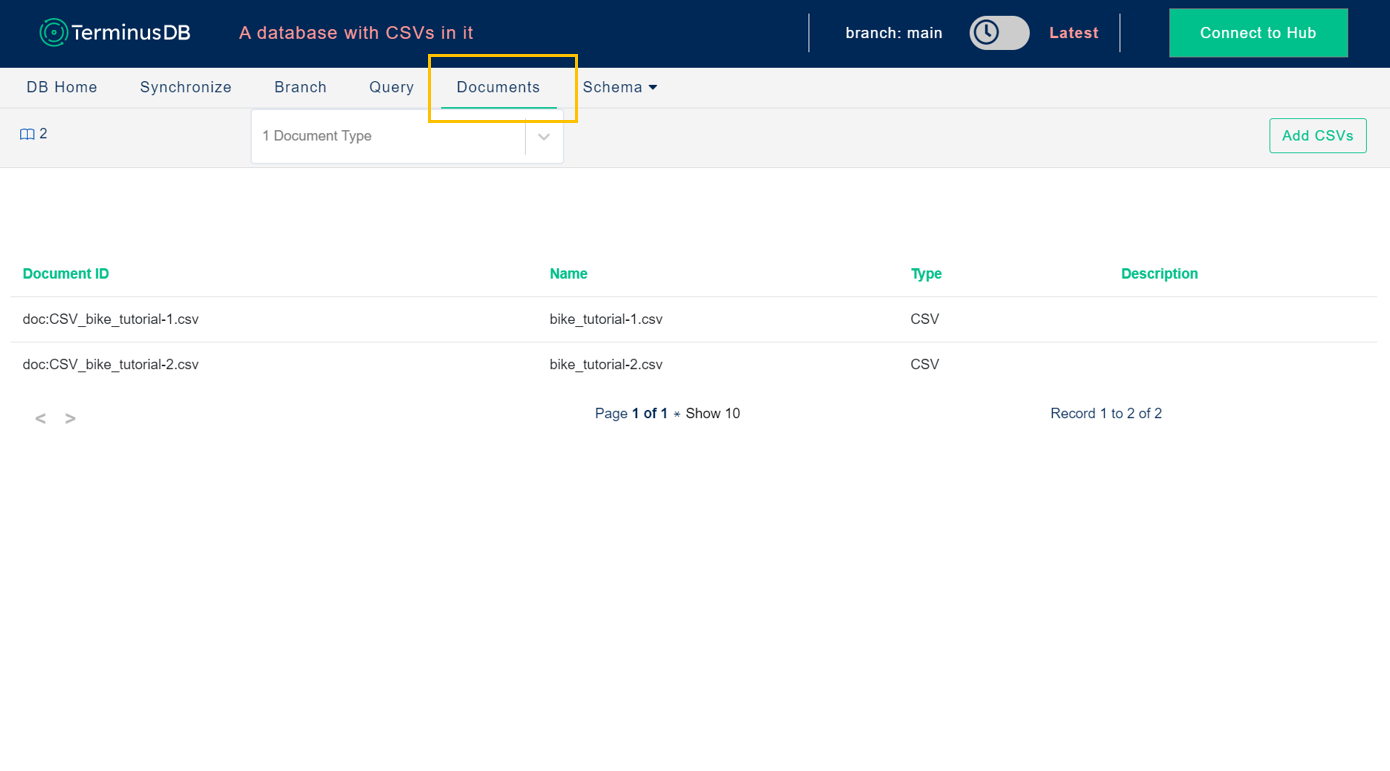 TerminusDB A database with CSVs in it branch: main Latest Connect to Hub
DB Home Synchronize Branch Query Documents Schema
2 1 Document Type Add CSVs
Document ID Name Type Description
doc:CSV_bike_tutorial-1.csv bike_tutorial-1.csv CSV
doc:CSV_bike_tutorial-2.csv bike_tutorial-2.csv CSV
< > Page 1 of 1 * Show 10 Record 1 to 2 of 2